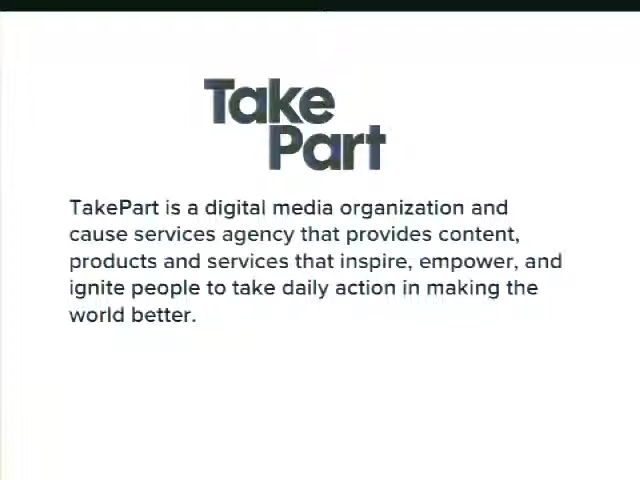 Take
Part
TakePart is a digital media organization and
cause services agency that provides content,
products and services that inspire, empower, and
ignite people to take daily action in making the
world better.